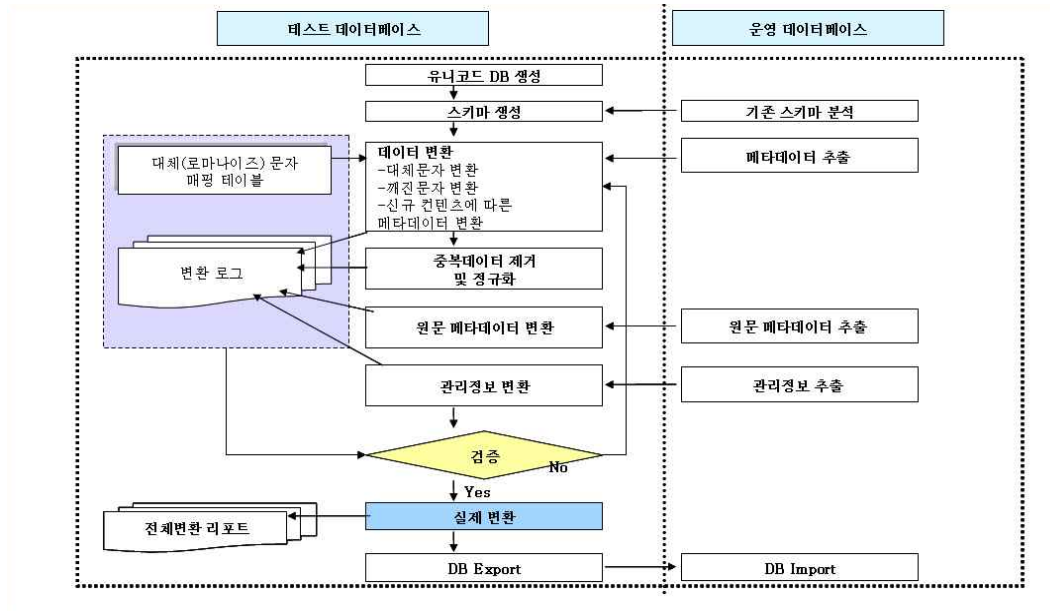 테스트 데이터베이스
운영 데이터베이스
유니코드 DB 생성
스키마 생성
기존 스키마 분석
대체(로마나이즈) 문자
매핑 테이블
데이터 변환
-대체문자 변환
-깨진문자 변환
-신규 컨텐츠에 따른
메타데이터 변환
메타데이터 추출
변환 로그
중복데이터 제거
및 정규화
원문 메타데이터 변환
원문 메타데이터 추출
관리정보 변환
관리정보 추출
검증
No
Yes
실제 변환
전체변환 리포트
DB Export
DB Import